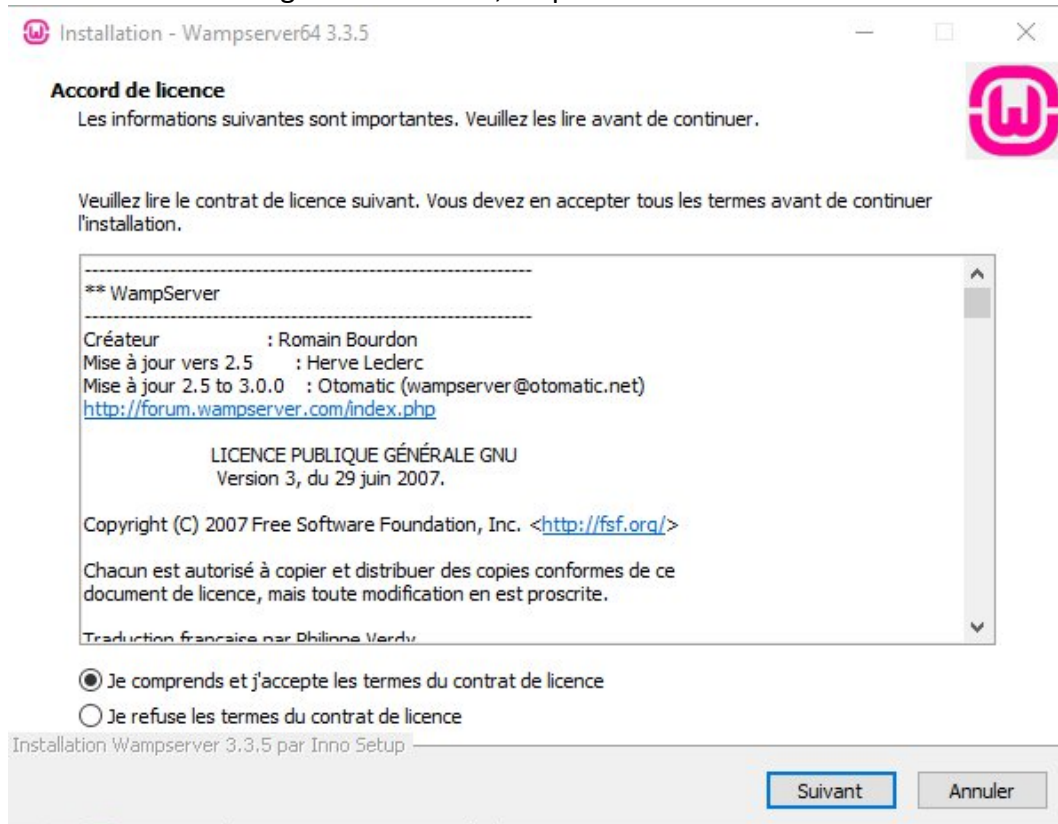 Installation - Wampserver64 3.3.5
Accord de licence
Les informations suivantes sont importantes. Veuillez les lire avant de continuer.
Veuillez lire le contrat de licence suivant. Vous devez en accepter tous les termes avant de continuer
l'installation.
----------------------------------------------------------------
** WampServer
----------------------------------------------------------------
Créateur : Romain Bourdon
Mise à jour vers 2.5 : Herve Leclerc
Mise à jour 2.5 to 3.0.0 : Otomatic (wampserver@otomatic.net)
http://forum.wampserver.com/index.php
LICENCE PUBLIQUE GÉNÉRALE GNU
Version 3, du 29 juin 2007.
Copyright (C) 2007 Free Software Foundation, Inc. <http://fsf.org/>
Chacun est autorisé à copier et distribuer des copies conformes de ce
document de licence, mais toute modification en est proscrite.
Traduction française par Philippe Verdy
Je comprends et j'accepte les termes du contrat de licence
Je refuse les termes du contrat de licence
Installation Wampserver 3.3.5 par Inno Setup
Suivant Annuler